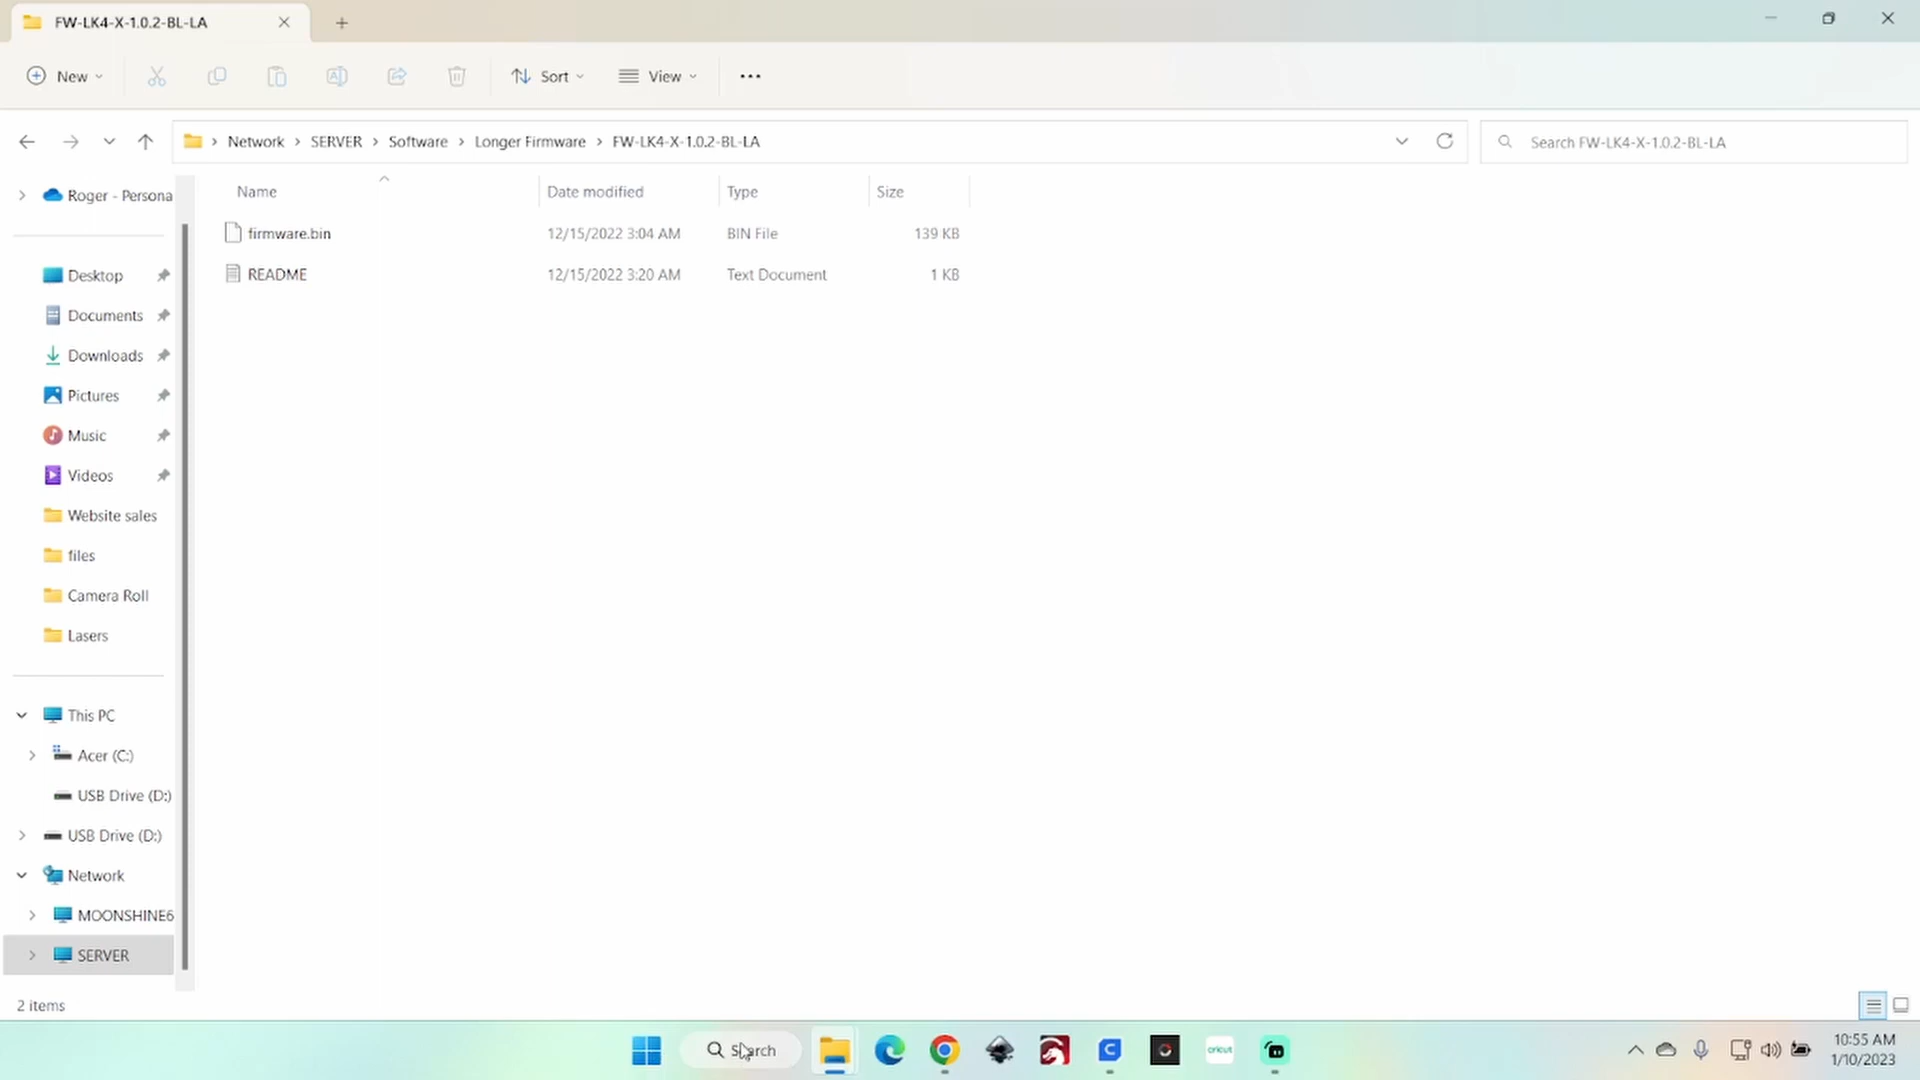 FW-LK4-X-1.0.2-BL-LA
New
Sort
View
Network
SERVER
Software
Longer Firmware
FW-LK4-X-1.0.2-BL-LA
Search FW-LK4-X-1.0.2-BL-LA
Name
Date modified
Type
Size
firmware.bin
12/15/2022 3:04 AM
BIN File
139 KB
README
12/15/2022 3:20 AM
Text Document
1 KB
Roger - Persona
Desktop
Documents
Downloads
Pictures
Music
Videos
Website sales
files
Camera Roll
Lasers
This PC
Acer (C:)
USB Drive (D:)
USB Drive (D:)
Network
MOONSHINE6
SERVER
2 items
Search
cricut
10:55 AM
1/10/2023